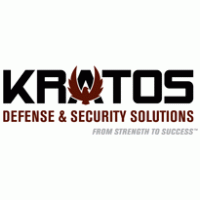 KRATOS
DEFENSE & SECURITY SOLUTIONS
FROM STRENGTH TO SUCCESS™